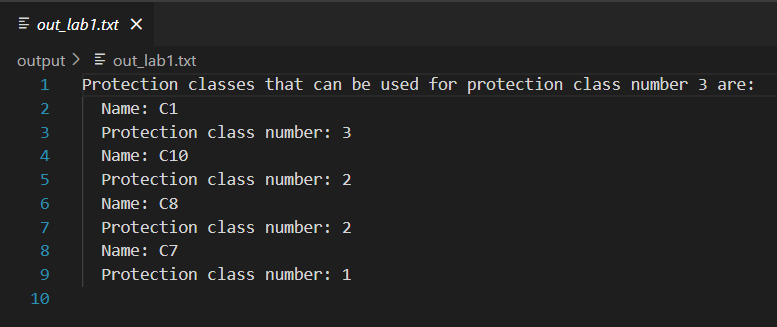 out_lab1.txt
output > out_lab1.txt
1 Protection classes that can be used for protection class number 3 are:
2 Name: C1
3 Protection class number: 3
4 Name: C10
5 Protection class number: 2
6 Name: C8
7 Protection class number: 2
8 Name: C7
9 Protection class number: 1
10